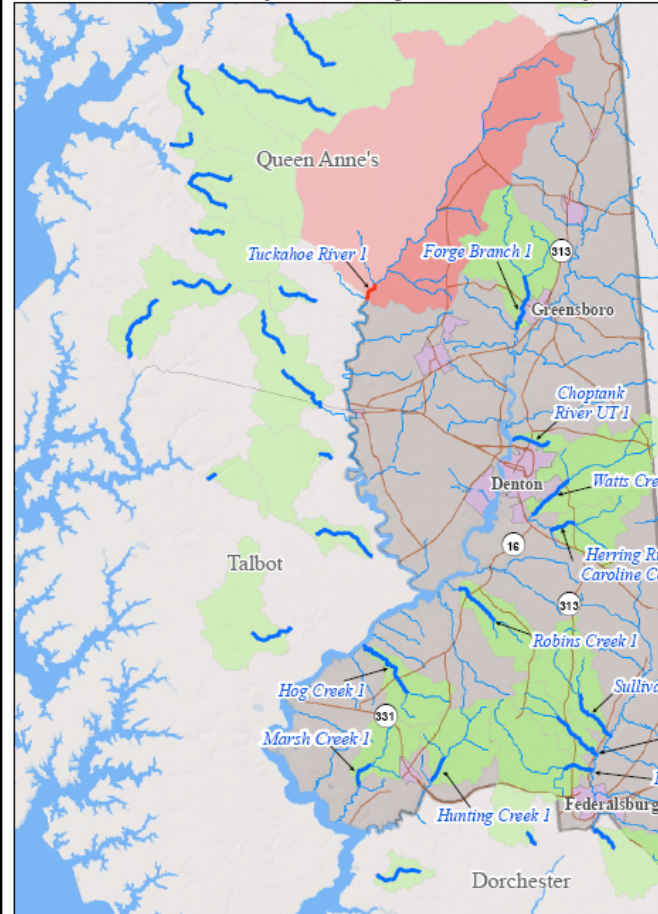 Queen Anne's
Tuckahoe River 1
Forge Branch 1
313
Greensboro
Choptank
River UT 1
Denton
Watts Cre
16
Herring R
Caroline C
Talbot
313
Robins Creek 1
Hog Creek 1
Sulliva
331
Marsh Creek 1
Hunting Creek 1
Federalsburg
Dorchester